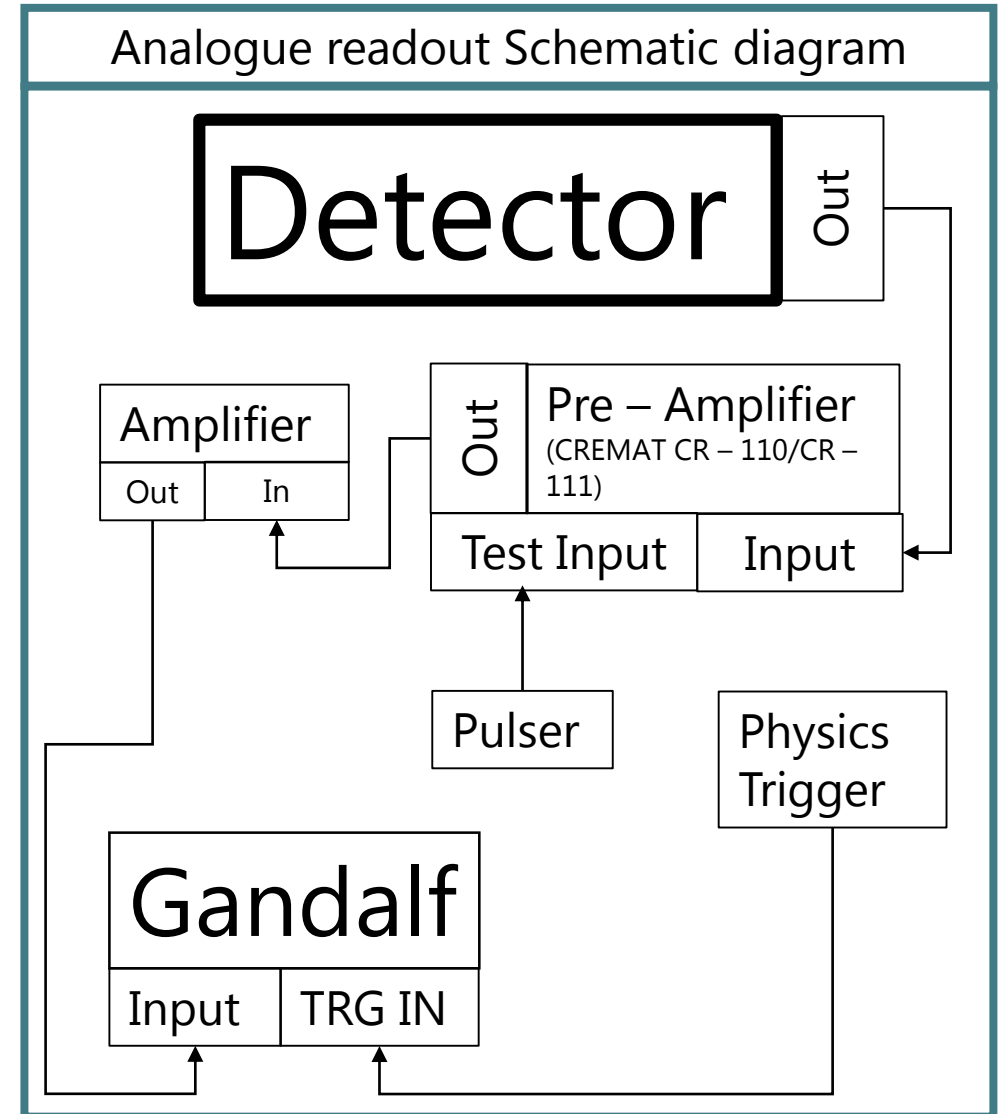 Analogue readout Schematic diagram
Detector
Out
Amplifier
Out
In
Out
Pre – Amplifier
(CREMAT CR – 110/CR –
111)
Test Input
Input
Pulser
Physics
Trigger
Gandalf
Input
TRG IN